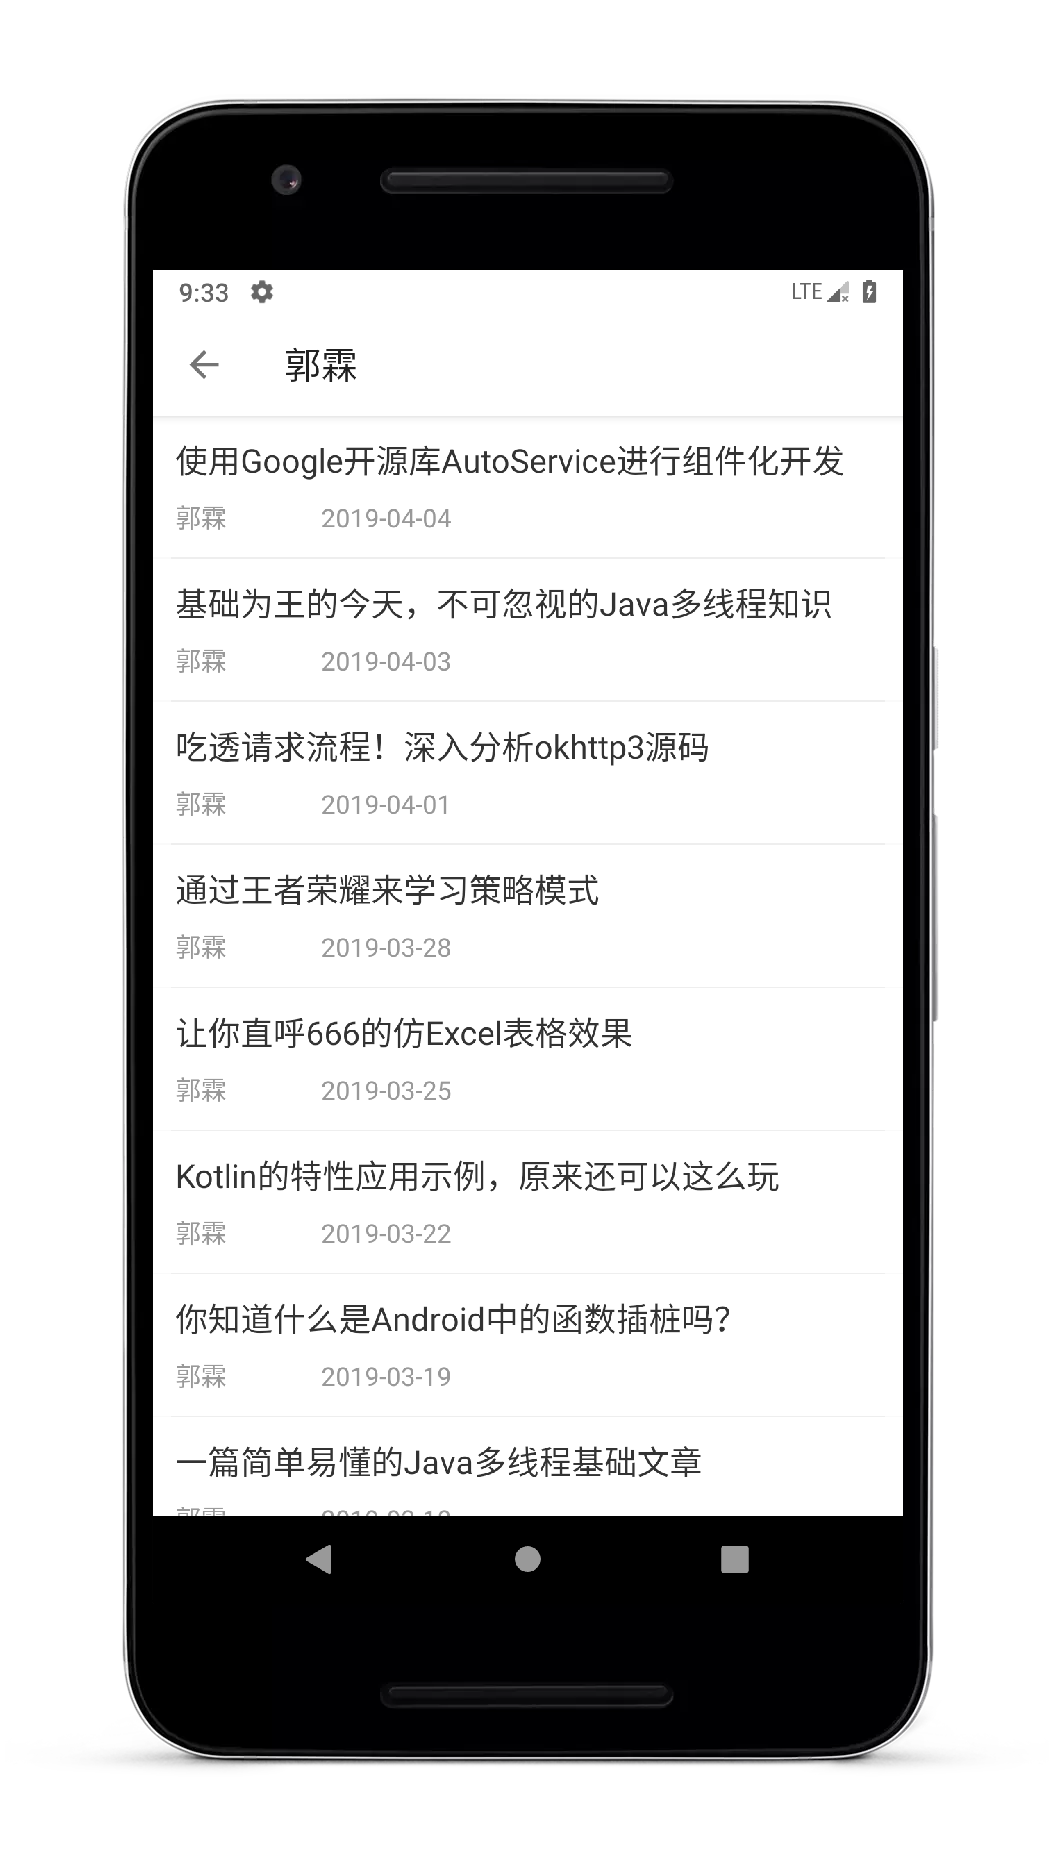 9:33 LTE
郭霖
使用Google开源库AutoService进行组件化开发
郭霖 2019-04-04
基础为王的今天，不可忽视的Java多线程知识
郭霖 2019-04-03
吃透请求流程！深入分析okhttp3源码
郭霖 2019-04-01
通过王者荣耀来学习策略模式
郭霖 2019-03-28
让你直呼666的仿Excel表格效果
郭霖 2019-03-25
Kotlin的特性应用示例，原来还可以这么玩
郭霖 2019-03-22
你知道什么是Android中的函数插桩吗？
郭霖 2019-03-19
一篇简单易懂的Java多线程基础文章